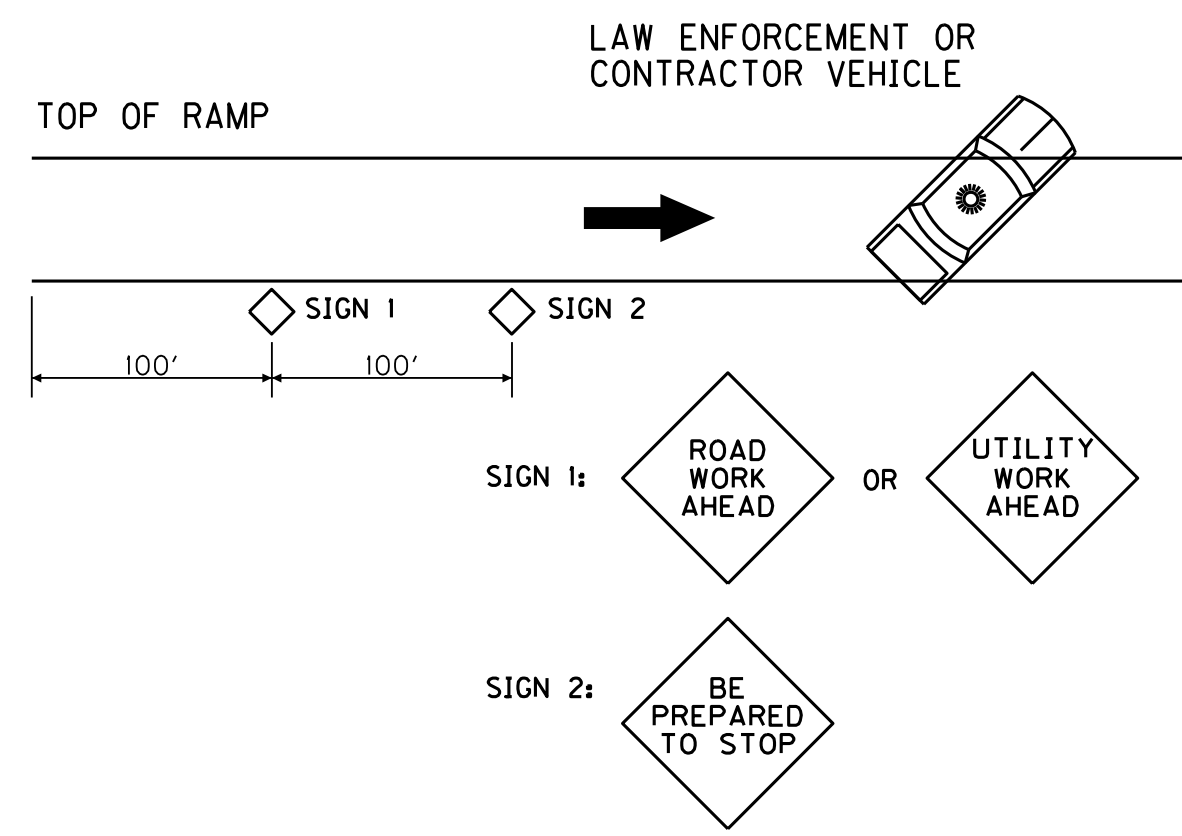 LAW ENFORCEMENT OR
CONTRACTOR VEHICLE
TOP OF RAMP
SIGN 1
SIGN 2
100'
100'
SIGN 1:
ROAD
WORK
AHEAD
OR
UTILITY
WORK
AHEAD
SIGN 2:
BE
PREPARED
TO STOP